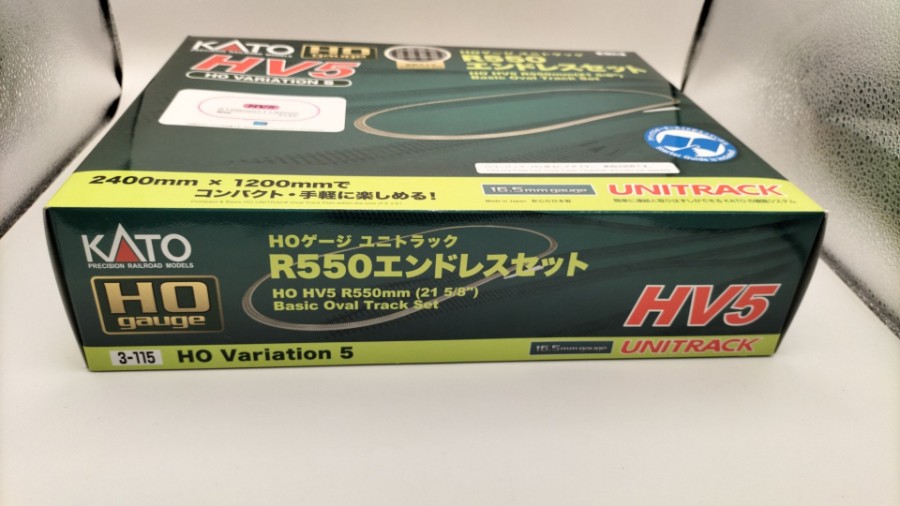 KATO
HO
gauge
HV5
HO VARIATION 5
HOゲージ ユニトラック
R550
エンドレスセット
HO HV5 R550mm(21 5/8")
Basic Oval Track Set
2400mm × 1200mmで
コンパクト・手軽に楽しめる!
16.5mm gauge
UNITRACK
KATO
PRECISION RAILROAD MODELS
HO
gauge
HOゲージ ユニトラック
R550エンドレスセット
HO HV5 R550mm (21 5/8")
Basic Oval Track Set
HV5
3-115 HO Variation 5
16.5mm gauge
UNITRACK